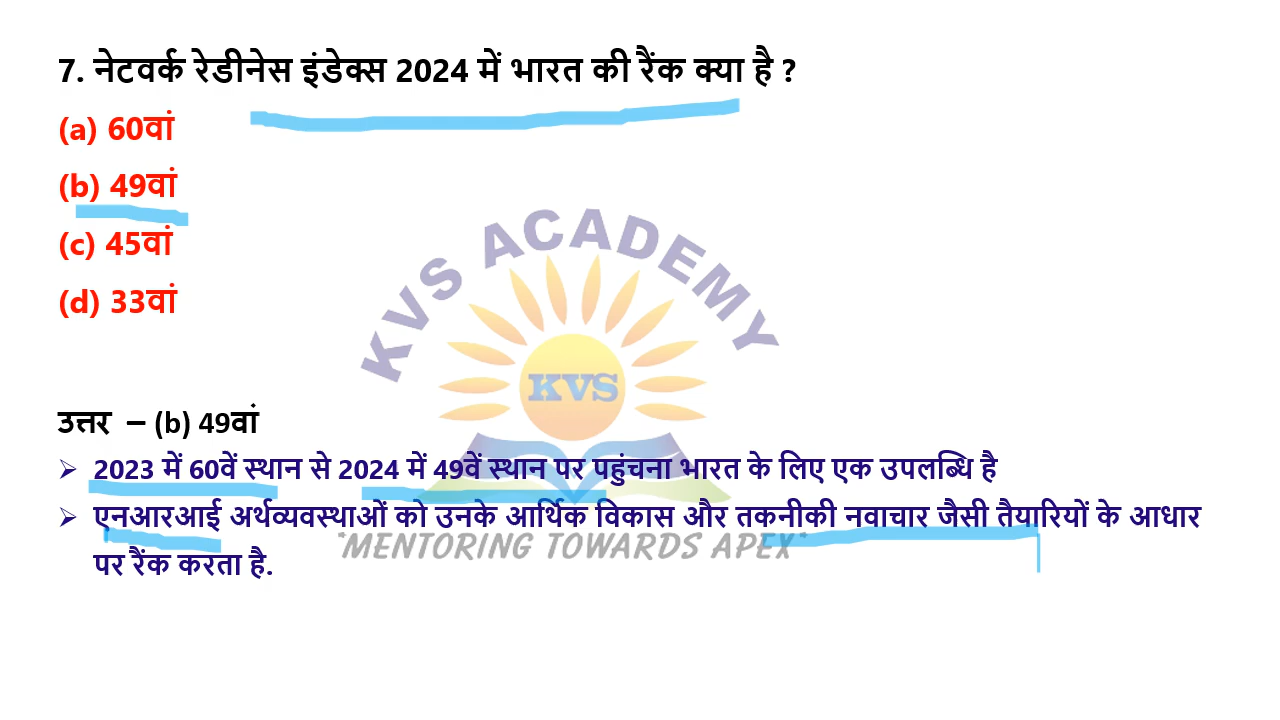 7. नेटवर्क रेडीनेस इंडेक्स 2024 में भारत की रैंक क्या है ?
(a) 60वां
(b) 49वां
(c) 45वां
(d) 33वां
KVS ACADEMY
KVS
उत्तर – (b) 49वां
➢ 2023 में 60वें स्थान से 2024 में 49वें स्थान पर पहुंचना भारत के लिए एक उपलब्धि है
➢ एनआरआई अर्थव्यवस्थाओं को उनके आर्थिक विकास और तकनीकी नवाचार जैसी तैयारियों के आधार
"MENTORING TOWARDS APEX"
पर रैंक करता है.